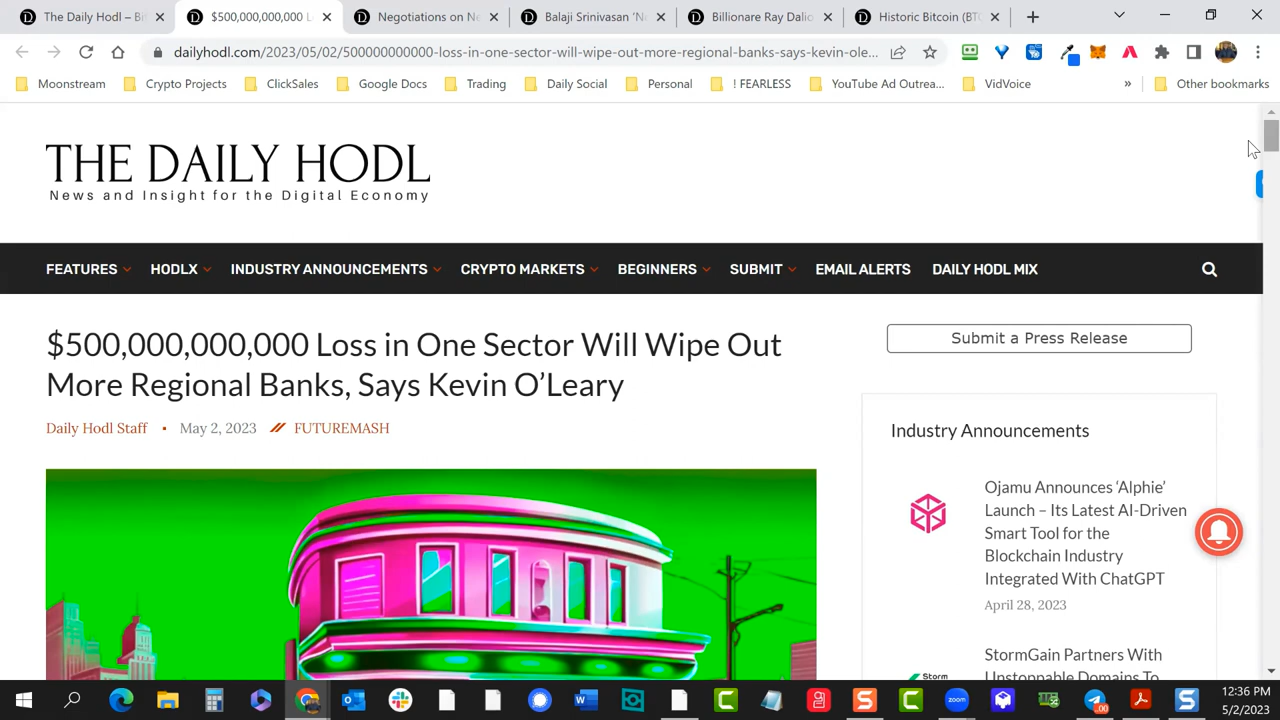 The Daily Hodl – Bi
$500,000,000,000 L
Negotiations on Ne
Balaji Srinivasan 'N
Billionare Ray Dalio
Historic Bitcoin (BTC
dailyhodl.com/2023/05/02/500000000000-loss-in-one-sector-will-wipe-out-more-regional-banks-says-kevin-ole...
Moonstream
Crypto Projects
ClickSales
Google Docs
Trading
Daily Social
Personal
! FEARLESS
YouTube Ad Outrea...
VidVoice
»
Other bookmarks
THE DAILY HODL
News and Insight for the Digital Economy
FEATURES HODLX INDUSTRY ANNOUNCEMENTS CRYPTO MARKETS BEGINNERS SUBMIT EMAIL ALERTS DAILY HODL MIX
$500,000,000,000 Loss in One Sector Will Wipe Out
More Regional Banks, Says Kevin O'Leary
Daily Hodl Staff ▪ May 2, 2023 // FUTUREMASH
Submit a Press Release
Industry Announcements
Ojamu Announces 'Alphie'
Launch – Its Latest AI-Driven
Smart Tool for the
Blockchain Industry
Integrated With ChatGPT
April 28, 2023
StormGain Partners With
Unstoppable Domains To
Storm
12:36 PM
5/2/2023